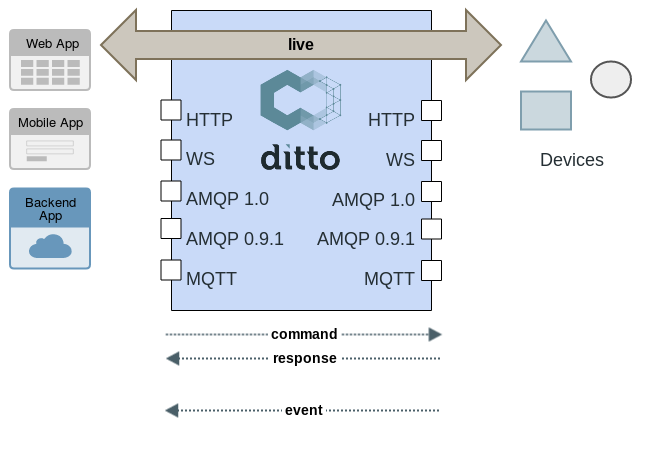 live
Web App
Mobile App
Backend
App
ditto
HTTP
WS
AMQP 1.0
AMQP 0.9.1
MQTT
HTTP
WS
AMQP 1.0
AMQP 0.9.1
MQTT
Devices
command
response
event